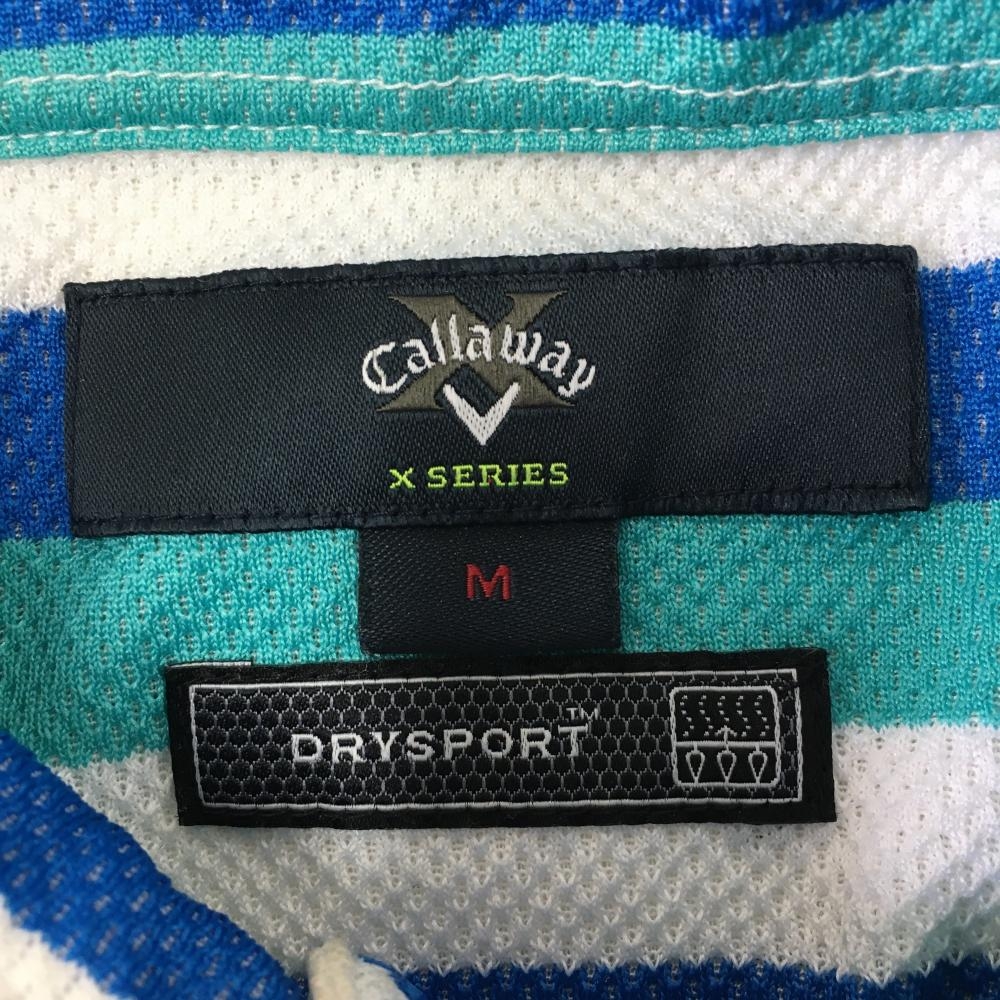 Callaway
X SERIES
M
DRYSPORT™